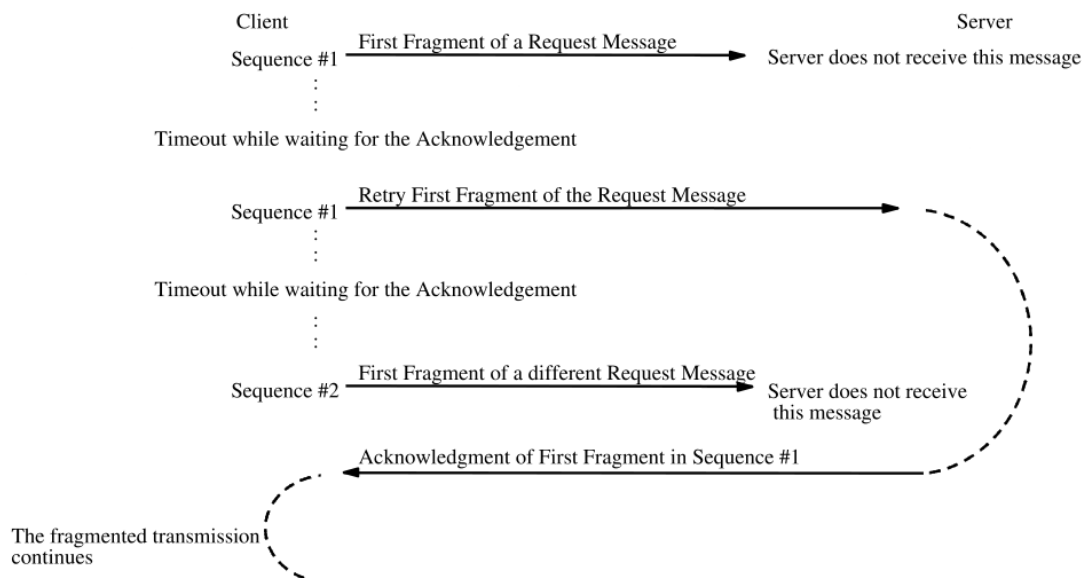 Client
Server
First Fragment of a Request Message
Sequence #1
Server does not receive this message
Timeout while waiting for the Acknowledgement
Retry First Fragment of the Request Message
Sequence #1
Timeout while waiting for the Acknowledgement
First Fragment of a different Request Message
Sequence #2
Server does not receive
this message
Acknowledgment of First Fragment in Sequence #1
The fragmented transmission
continues